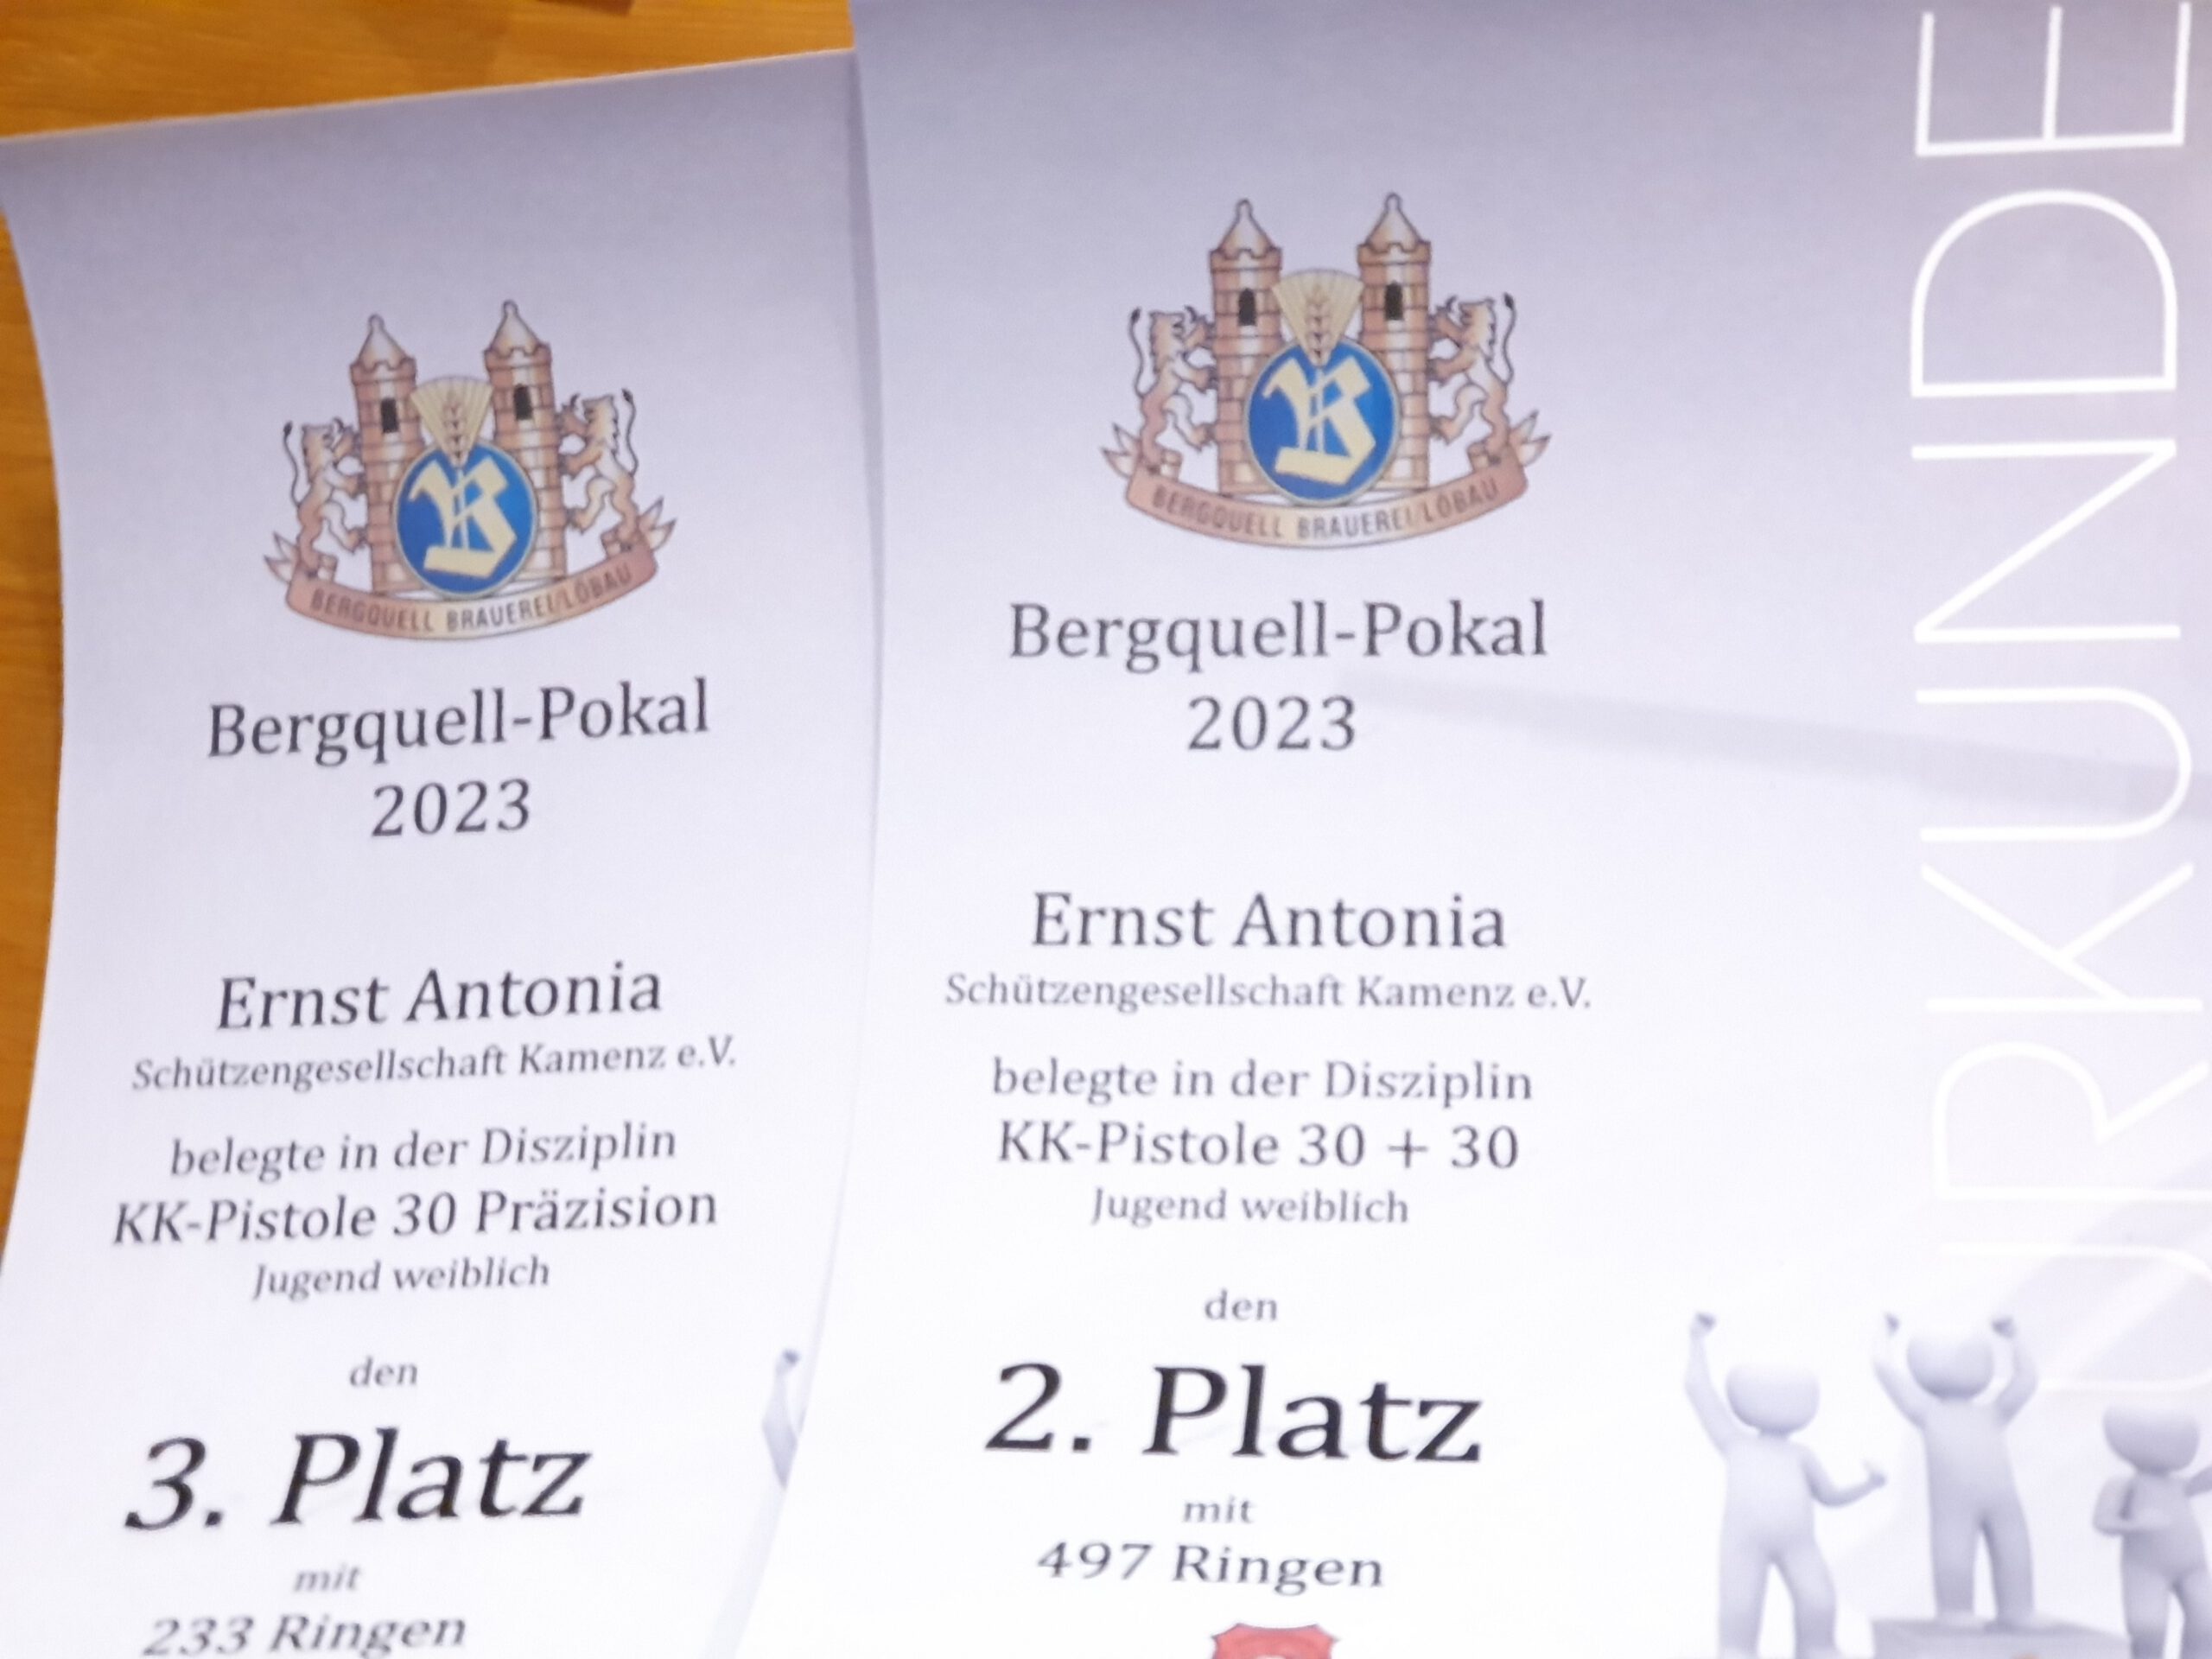 BERGQUELL BRAUEREI/LÖBAU
Bergquell-Pokal
2023
Ernst Antonia
Schützengesellschaft Kamenz e.V.
belegte in der Disziplin
KK-Pistole 30 Präzision
Jugend weiblich
den
3. Platz
mit
233 Ringen
BERGQUELL BRAUEREI/LÖBAU
Bergquell-Pokal
2023
Ernst Antonia
Schützengesellschaft Kamenz e.V.
belegte in der Disziplin
KK-Pistole 30 + 30
Jugend weiblich
den
2. Platz
mit
497 Ringen
URKUNDE